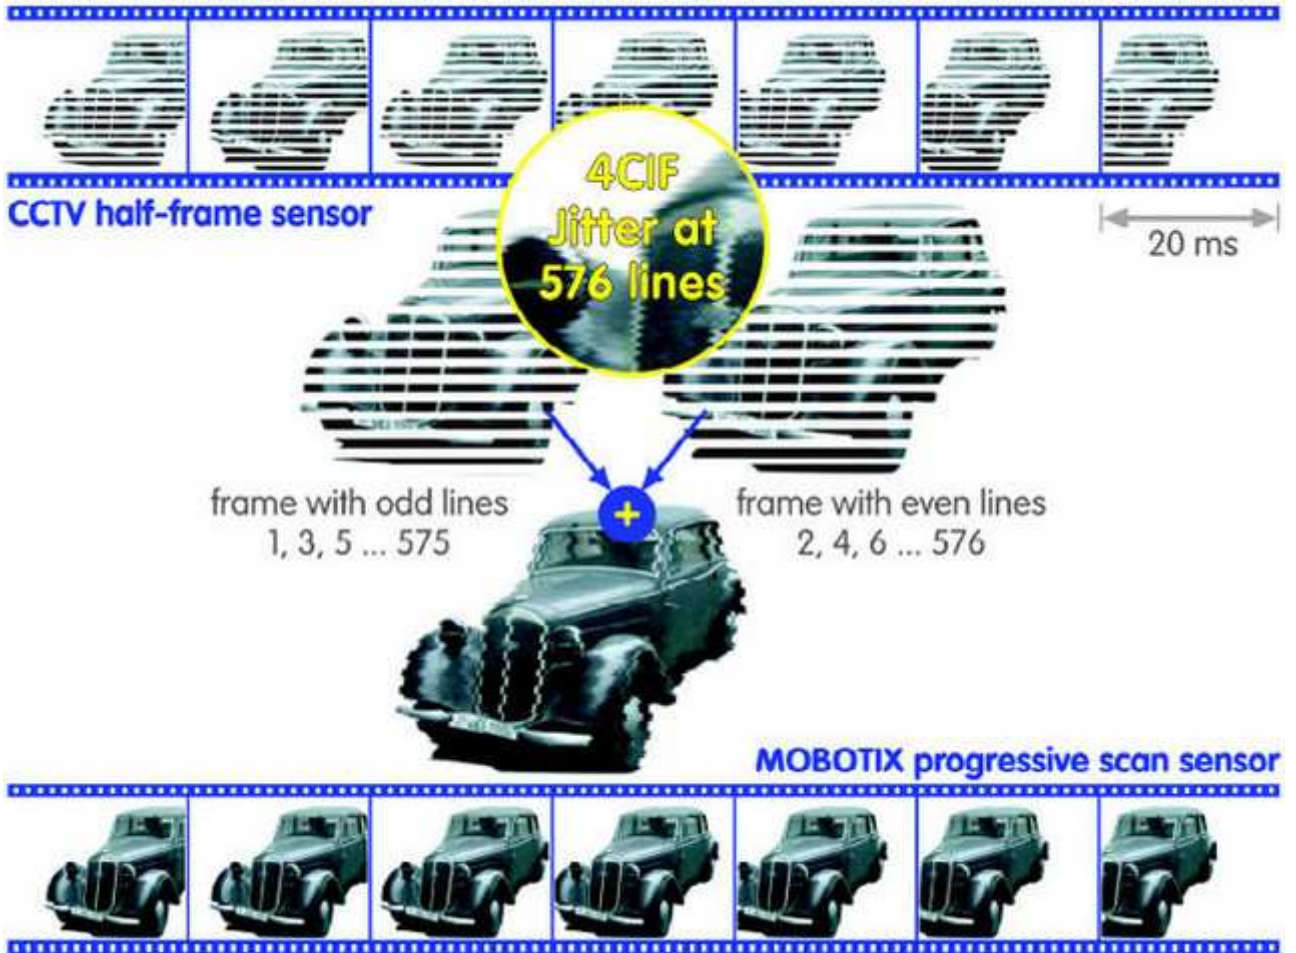 4CIF
Jitter at
576 lines
CCTV half-frame sensor
20 ms
frame with odd lines
1, 3, 5 ... 575
frame with even lines
2, 4, 6 ... 576
+
MOBOTIX progressive scan sensor